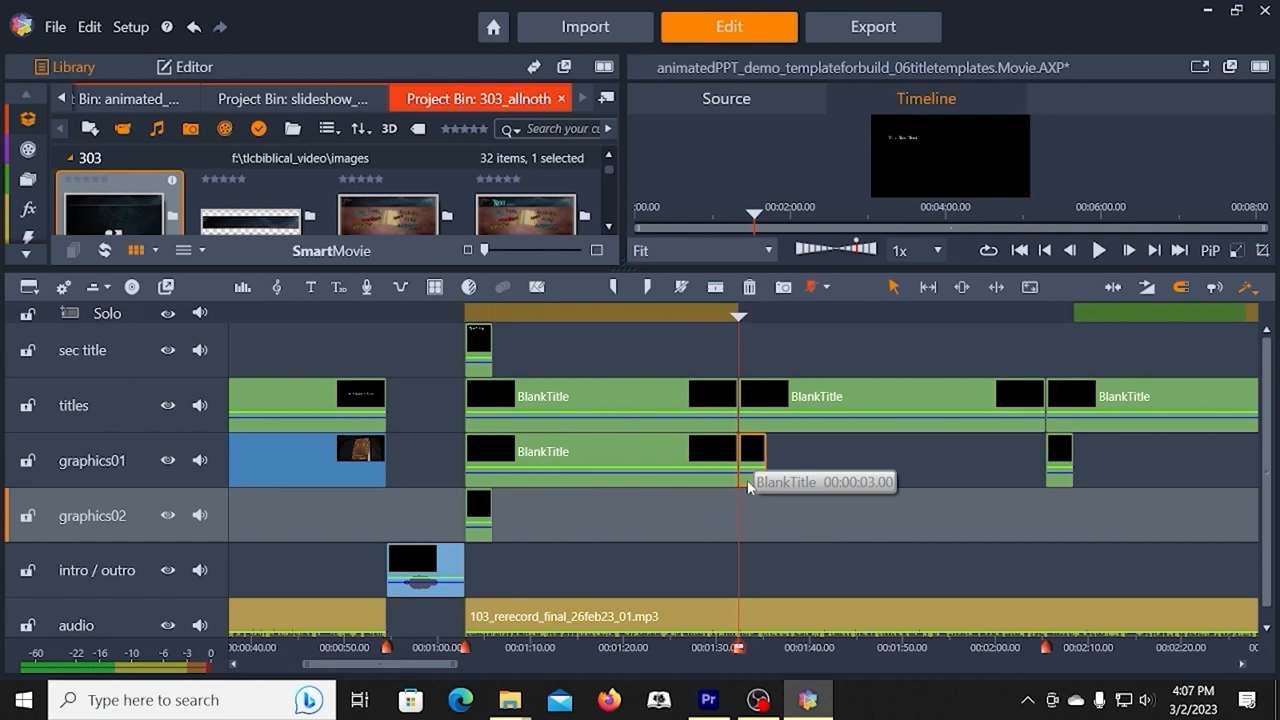 File Edit Setup
Import Edit Export
Library Editor
animatedPPT_demo_templateforbuild_06titletemplates.Movie.AXP*
t Bin: animated_... Project Bin: slideshow_... Project Bin: 303_allnoth ×
Source Timeline
3D Search your cu
303 f:\tlcbiblical_video\images 32 items, 1 selected
:00.00 00:02:00.00 00:04:00.00 00:06:00.00 00:08:00
SmartMovie
Fit 1x PiP
Solo
sec title
titles BlankTitle BlankTitle BlankTitle
graphics01 BlankTitle
BlankTitle 00:00:03.00
graphics02
intro / outro
audio 103_rerecord_final_26feb23_01.mp3
-60 -22 -16 -10 -6 -3 0
00:00:40.00 00:00:50.00 00:01:00.00 00:01:10.00 00:01:20.00 00:01:30.00 00:01:40.00 00:01:50.00 00:02:00.00 00:02:10.00 00:02:20.00
Type here to search
Pr
4:07 PM
3/2/2023